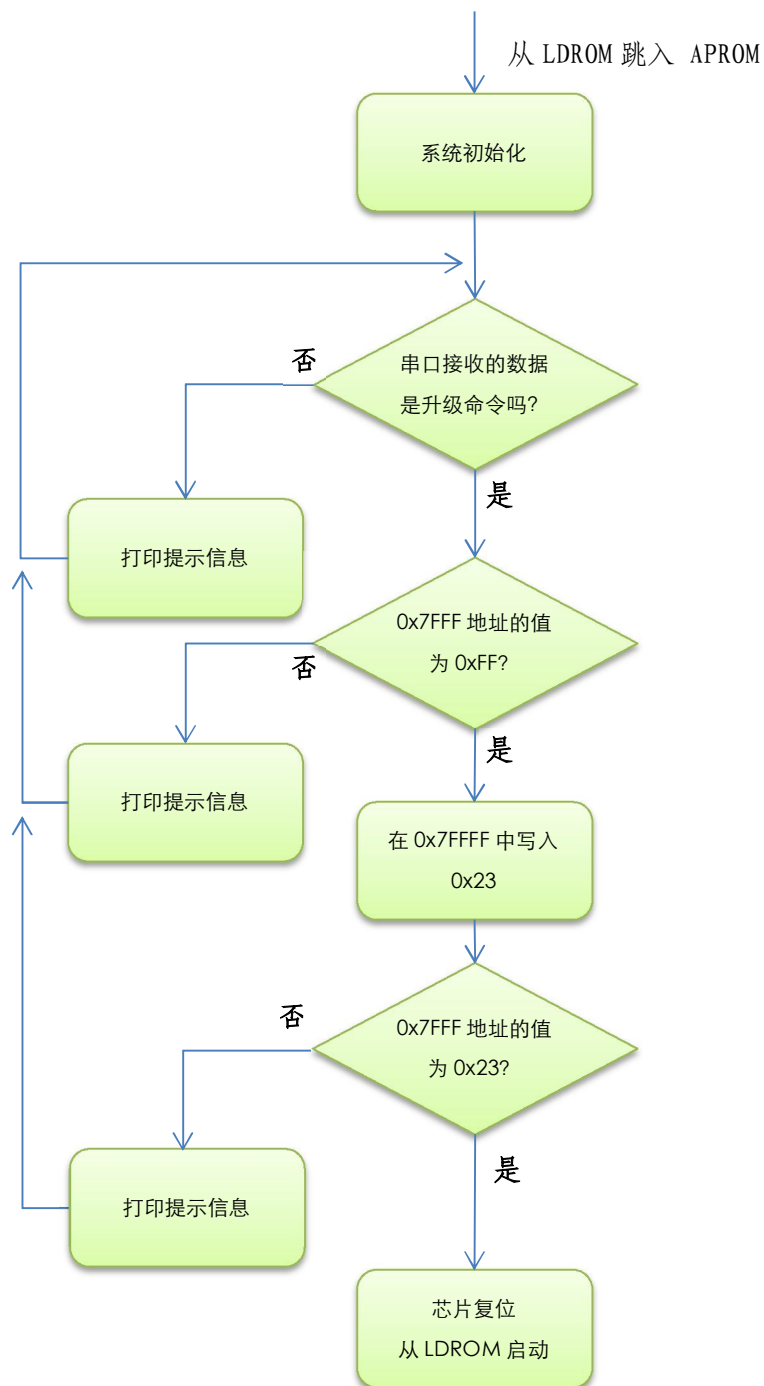 从 LDROM 跳入 APROM
系统初始化
否
串口接收的数据
是升级命令吗?
是
打印提示信息
0x7FFF 地址的值
为 0xFF?
否
是
打印提示信息
在 0x7FFFF 中写入
0x23
否
0x7FFF 地址的值
为 0x23?
是
打印提示信息
芯片复位
从 LDROM 启动